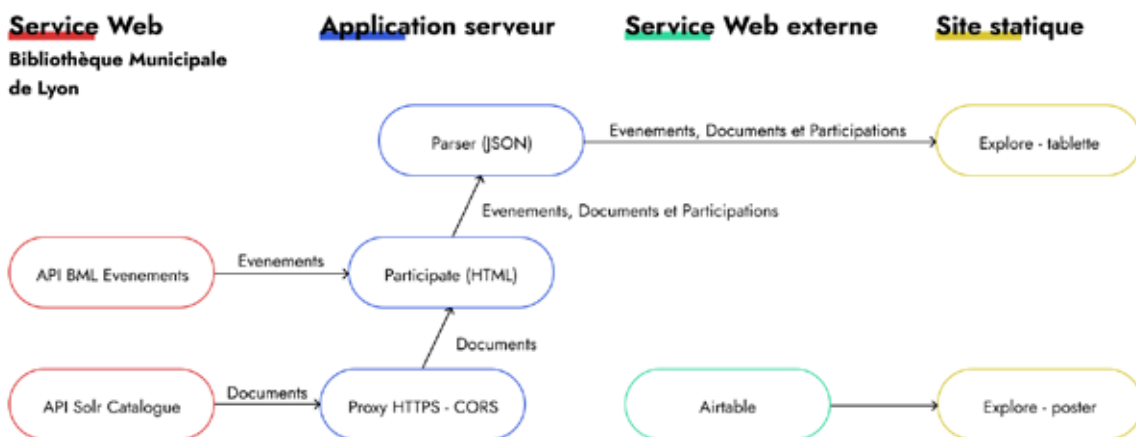 Service Web
Bibliothèque Municipale
de Lyon
Application serveur
Service Web externe
Site statique
Parser (JSON)
Evenements, Documents et Participations
Explore - tablette
Evenements, Documents et Participations
API BML Evenements
Evenements
Participate (HTML)
Documents
API Solr Catalogue
Documents
Proxy HTTPS - CORS
Airtable
Explore - poster